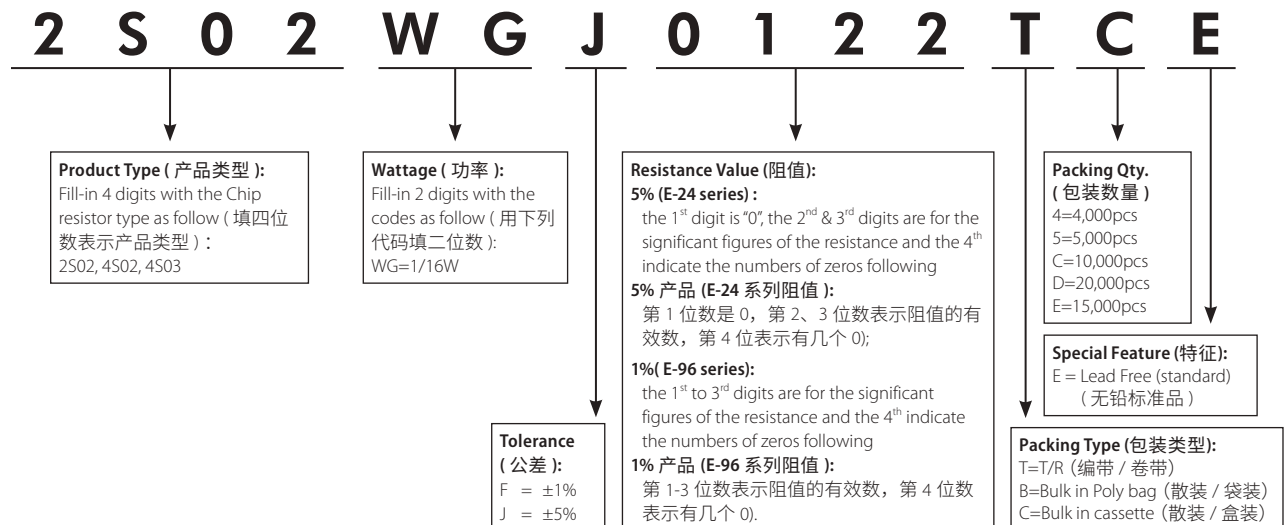 2 S 0 2 W G J 0 1 2 2 T C E
Product Type ( 产品类型 ):
Fill-in 4 digits with the Chip
resistor type as follow ( 填四位
数表示产品类型 ) ：
2S02, 4S02, 4S03
Wattage ( 功率 ):
Fill-in 2 digits with the
codes as follow ( 用下列
代码填二位数 ):
WG=1/16W
Tolerance
( 公差 ):
F = ±1%
J = ±5%
Resistance Value (阻值):
5% (E-24 series) :
the 1st digit is "0", the 2nd & 3rd digits are for the
significant figures of the resistance and the 4th
indicate the numbers of zeros following
5% 产品 (E-24 系列阻值 ):
第 1 位数是 0，第 2、3 位数表示阻值的有
效数，第 4 位表示有几个 0);
1%( E-96 series):
the 1st to 3rd digits are for the significant
figures of the resistance and the 4th indicate
the numbers of zeros following
1% 产品 (E-96 系列阻值 ):
第 1-3 位数表示阻值的有效数，第 4 位数
表示有几个 0).
Packing Qty.
( 包装数量 )
4=4,000pcs
5=5,000pcs
C=10,000pcs
D=20,000pcs
E=15,000pcs
Special Feature (特征):
E = Lead Free (standard)
( 无铅标准品 )
Packing Type (包装类型):
T=T/R（编带 / 卷带）
B=Bulk in Poly bag（散装 / 袋装）
C=Bulk in cassette（散装 / 盒装）